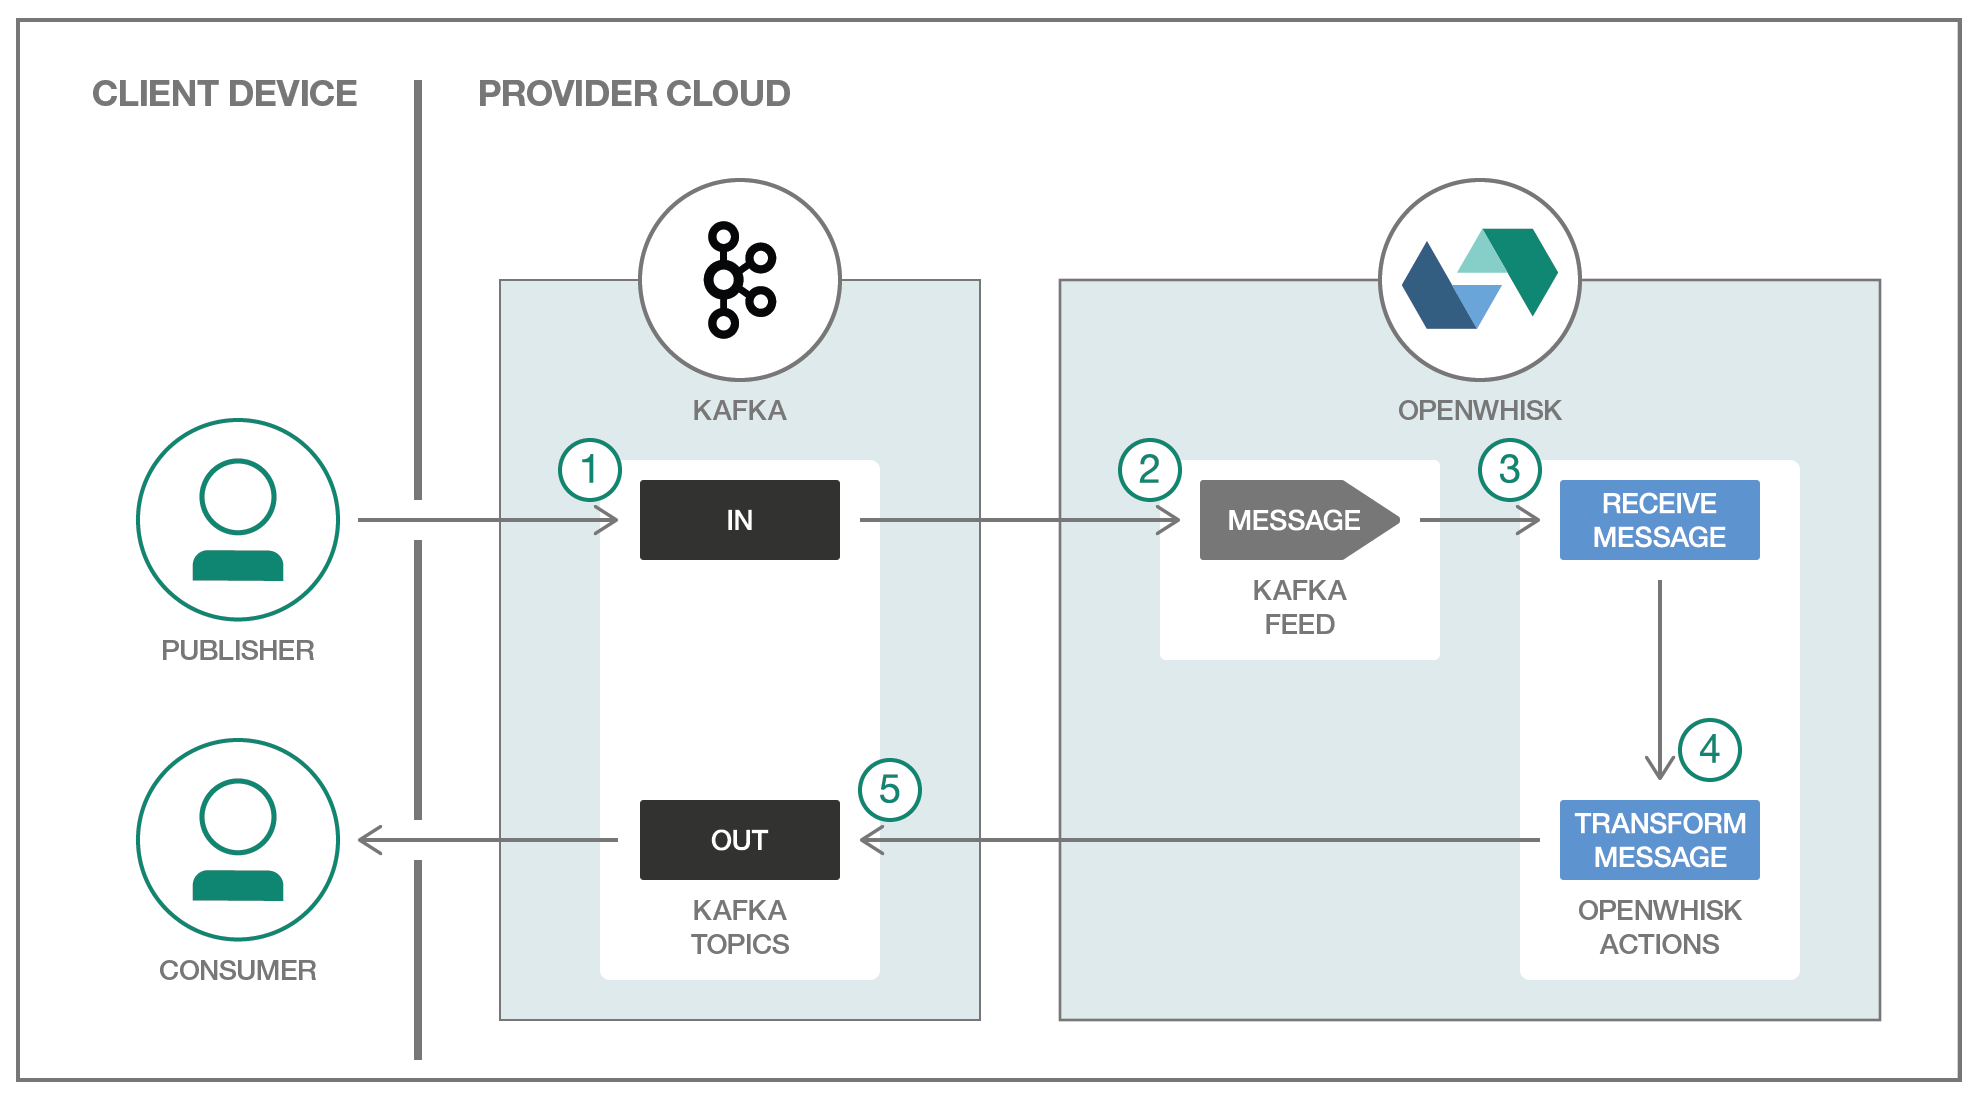 CLIENT DEVICE
PROVIDER CLOUD
KAFKA
OPENWHISK
1
2
3
IN
MESSAGE
RECEIVE
MESSAGE
KAFKA
FEED
PUBLISHER
4
5
OUT
TRANSFORM
MESSAGE
KAFKA
TOPICS
OPENWHISK
ACTIONS
CONSUMER